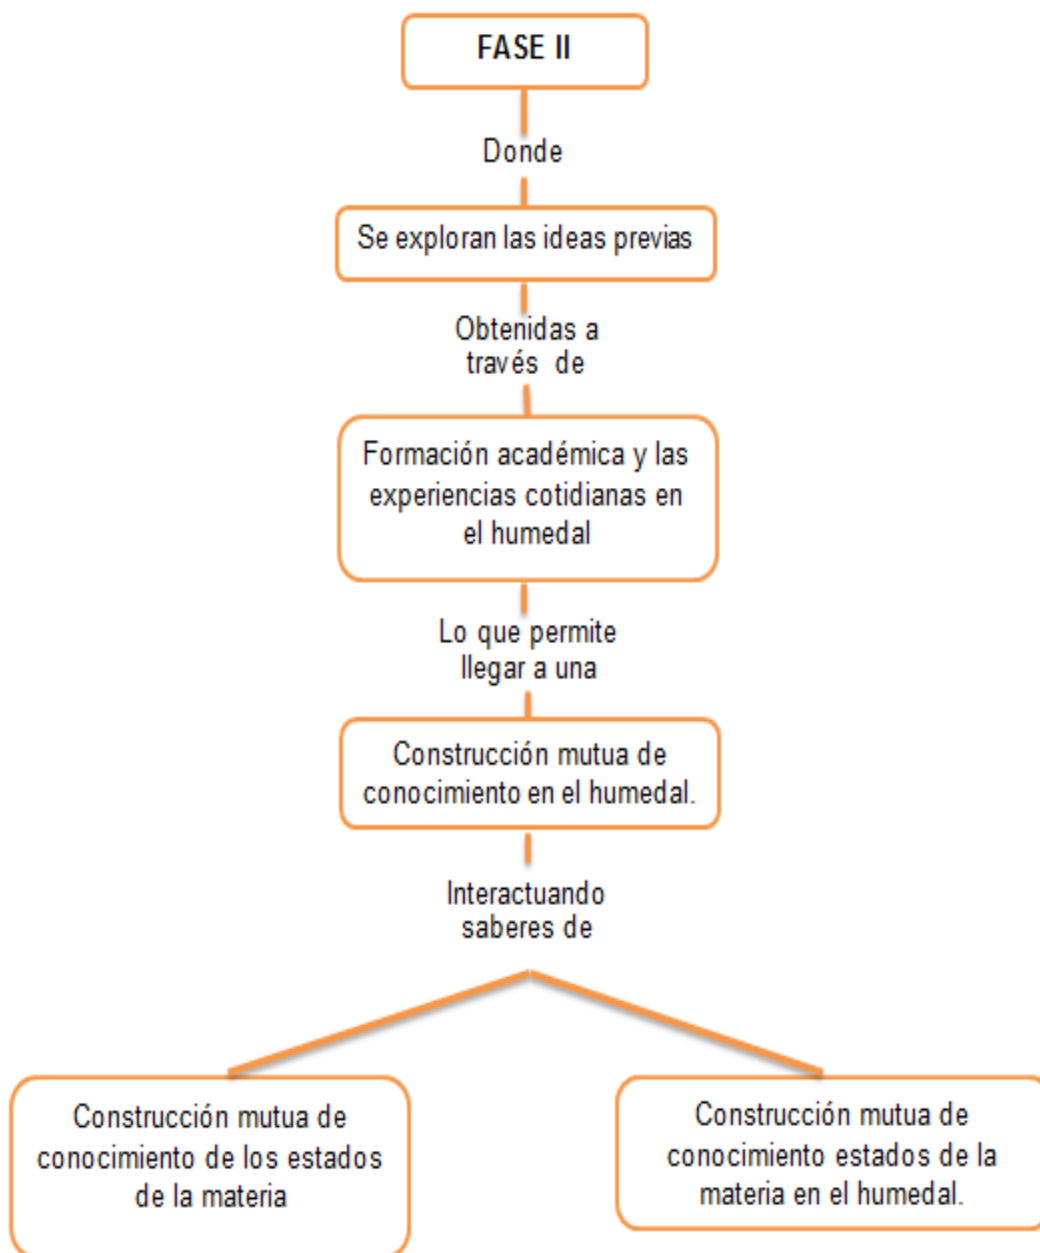 FASE II
Donde
Se exploran las ideas previas
Obtenidas a
través de
Formación académica y las
experiencias cotidianas en
el humedal
Lo que permite
llegar a una
Construcción mutua de
conocimiento en el humedal.
Interactuando
saberes de
Construcción mutua de
conocimiento de los estados
de la materia
Construcción mutua de
conocimiento estados de la
materia en el humedal.